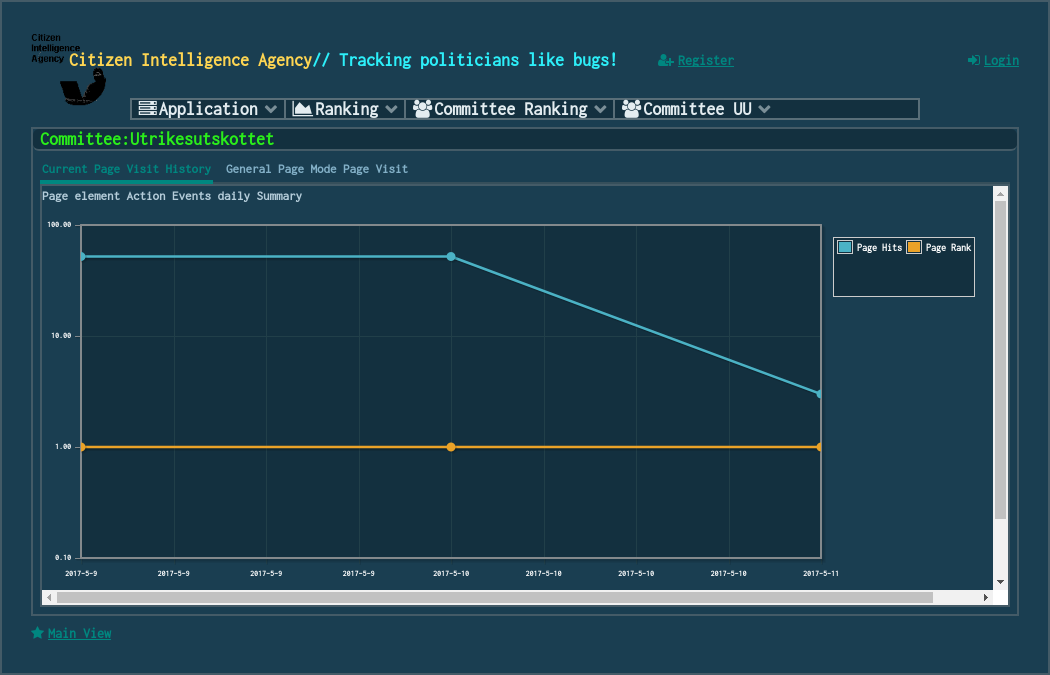 Citizen
Intelligence
Agency
Citizen Intelligence Agency// Tracking politicians like bugs!
Register
Login
Application
Ranking
Committee Ranking
Committee UU
Committee:Utrikesutskottet
Current Page Visit History
General Page Mode Page Visit
Page element Action Events daily Summary
100.00
10.00
1.00
0.10
2017-5-9 2017-5-9 2017-5-9 2017-5-9 2017-5-10 2017-5-10 2017-5-10 2017-5-10 2017-5-11
Page Hits Page Rank
Main View